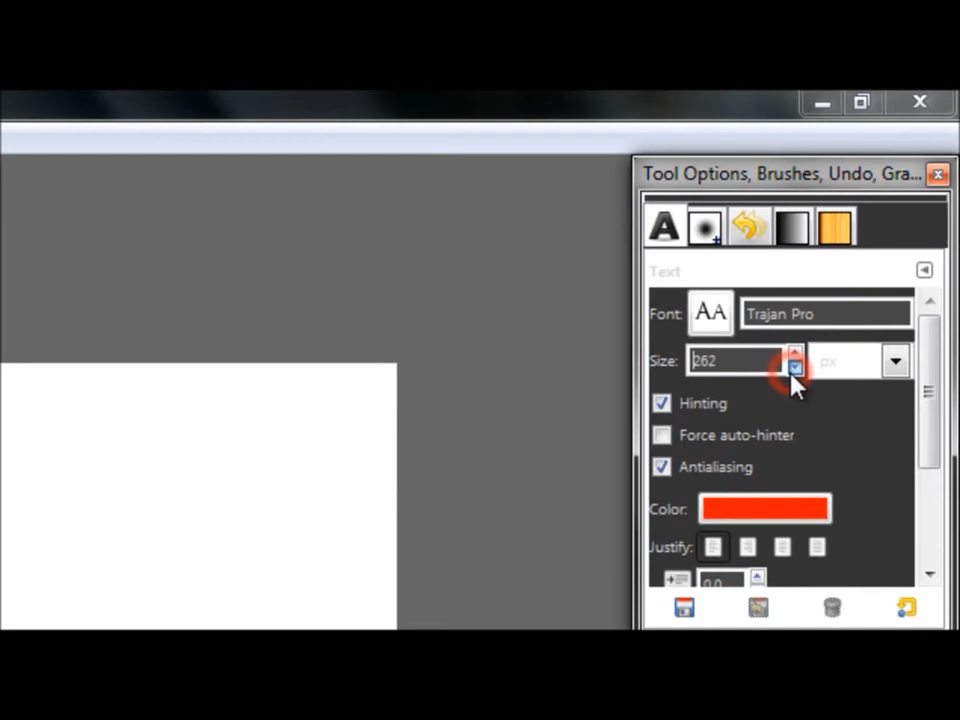 Tool Options, Brushes, Undo, Gra...
A
Text
Font: AA Trajan Pro
Size: 262 px
Hinting
Force auto-hinter
Antialiasing
Color:
Justify:
0.0